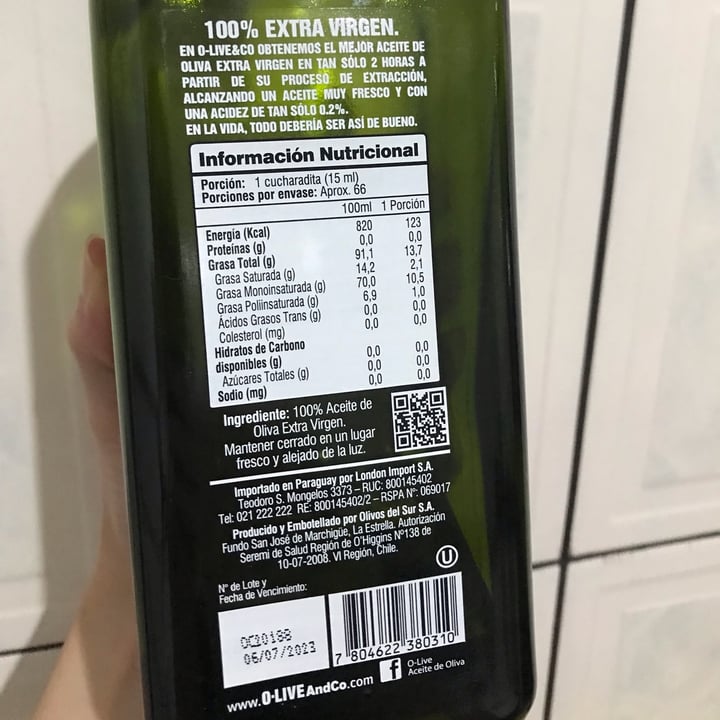 100% EXTRA VIRGEN.
EN O-LIVE&CO OBTENEMOS EL MEJOR ACEITE DE
OLIVA EXTRA VIRGEN EN TAN SÓLO 2 HORAS A
PARTIR DE SU PROCESO DE EXTRACCIÓN,
ALCANZANDO UN ACEITE MUY FRESCO Y CON
UNA ACIDEZ DE TAN SÓLO 0.2%.
EN LA VIDA, TODO DEBERÍA SER ASÍ DE BUENO.
Información Nutricional
Porción: 1 cucharadita (15 ml)
Porciones por envase: Aprox. 66
100ml 1 Porción
Energía (Kcal) 820 123
Proteínas (g) 0,0 0,0
Grasa Total (g) 91,1 13,7
Grasa Saturada (g) 14,2 2,1
Grasa Monoinsaturada (g) 70,0 10,5
Grasa Poliinsaturada (g) 6,9 1,0
Ácidos Grasos Trans (g) 0,0 0,0
Colesterol (mg) 0,0 0,0
Hidratos de Carbono
disponibles (g) 0,0 0,0
Azúcares Totales (g) 0,0 0,0
Sodio (mg) 0,0 0,0
Ingrediente: 100% Aceite de
Oliva Extra Virgen.
Mantener cerrado en un lugar
fresco y alejado de la luz.
Importado en Paraguay por London Import S.A.
Teodoro S. Mongelos 3373 – RUC: 800145402
Tel: 021 222 222 RE: 800145402/2 – RSPA Nº: 069017
Producido y Embotellado por Olivos del Sur S.A.
Fundo San José de Marchigüe, La Estrella. Autorización
Seremi de Salud Región de O'Higgins Nº138 de
10-07-2008. VI Región, Chile.
U
Nº de Lote y
Fecha de Vencimiento:
OC20188
06/07/2023
7 804622 380310
www.O-LIVEAndCo.com
f O-Live
Aceite de Oliva